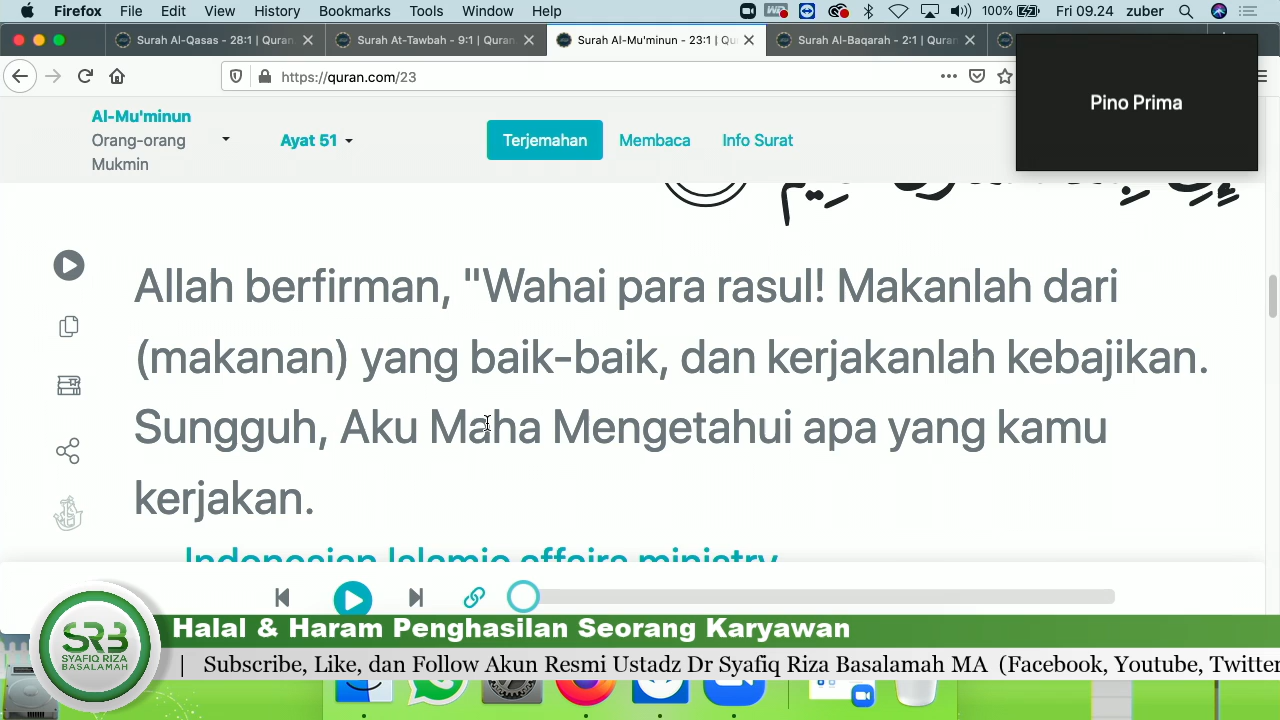 Firefox File Edit View History Bookmarks Tools Window Help 100% Fri 09.24 zuber
Surah Al-Qasas - 28:1 | Quran.
Surah At-Tawbah - 9:1 | Quran
Surah Al-Mu'minun - 23:1 | Qu
Surah Al-Baqarah - 2:1 | Quran
https://quran.com/23
Pino Prima
Al-Mu'minun
Orang-orang
Mukmin
Ayat 51
Terjemahan
Membaca
Info Surat
Allah berfirman, "Wahai para rasul! Makanlah dari
(makanan) yang baik-baik, dan kerjakanlah kebajikan.
Sungguh, Aku Maha Mengetahui apa yang kamu
kerjakan.
Indonesian Islamic affairs ministry
SRB
SYAFIQ RIZA
BASALAMAH
Halal & Haram Penghasilan Seorang Karyawan
| Subscribe, Like, dan Follow Akun Resmi Ustadz Dr Syafiq Riza Basalamah MA (Facebook, Youtube, Twitter